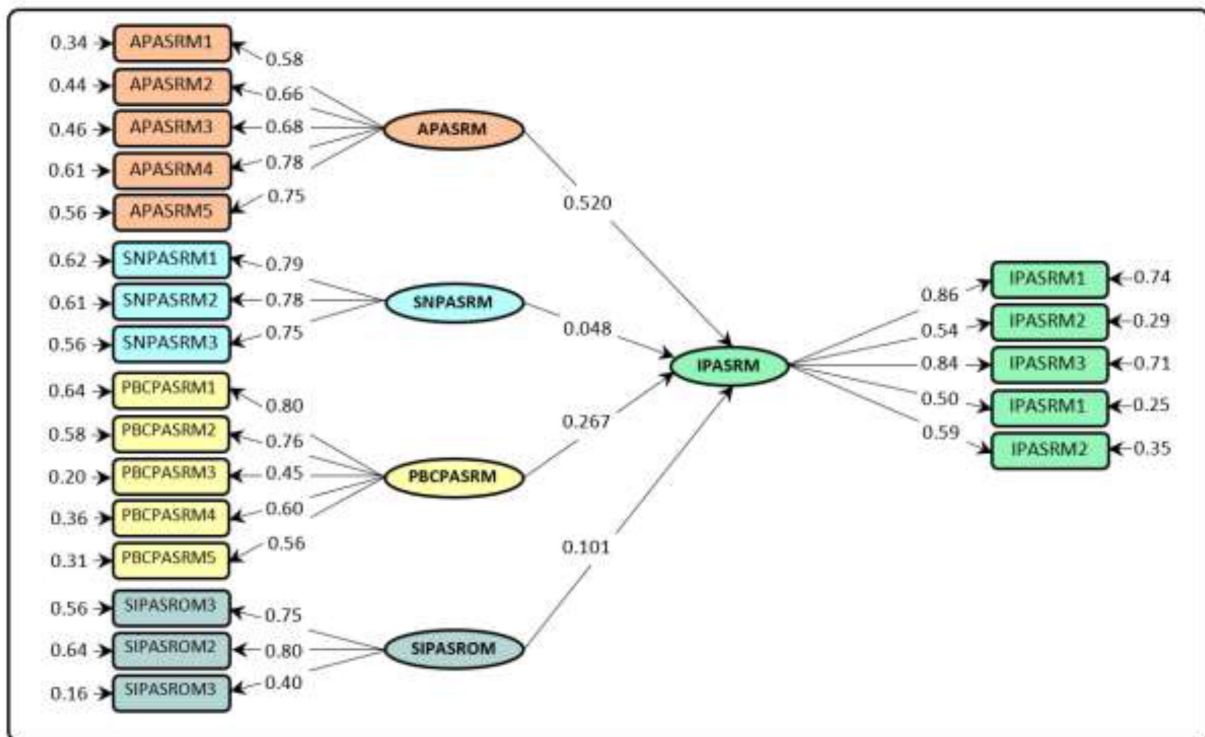 0.34 APASRM1 0.58
0.44 APASRM2 0.66
0.46 APASRM3 0.68
0.61 APASRM4 0.78
0.56 APASRM5 0.75
APASRM
0.520
0.62 SNPASRM1 0.79
0.61 SNPASRM2 0.78
0.56 SNPASRM3 0.75
SNPASRM
0.048
0.64 PBCPASRM1 0.80
0.58 PBCPASRM2 0.76
0.20 PBCPASRM3 0.45
0.36 PBCPASRM4 0.60
0.31 PBCPASRM5 0.56
PBCPASRM
0.267
0.56 SIPASROM3 0.75
0.64 SIPASROM2 0.80
0.16 SIPASROM3 0.40
SIPASROM
0.101
IPASRM
0.86 IPASRM1 0.74
0.54 IPASRM2 0.29
0.84 IPASRM3 0.71
0.50 IPASRM1 0.25
0.59 IPASRM2 0.35